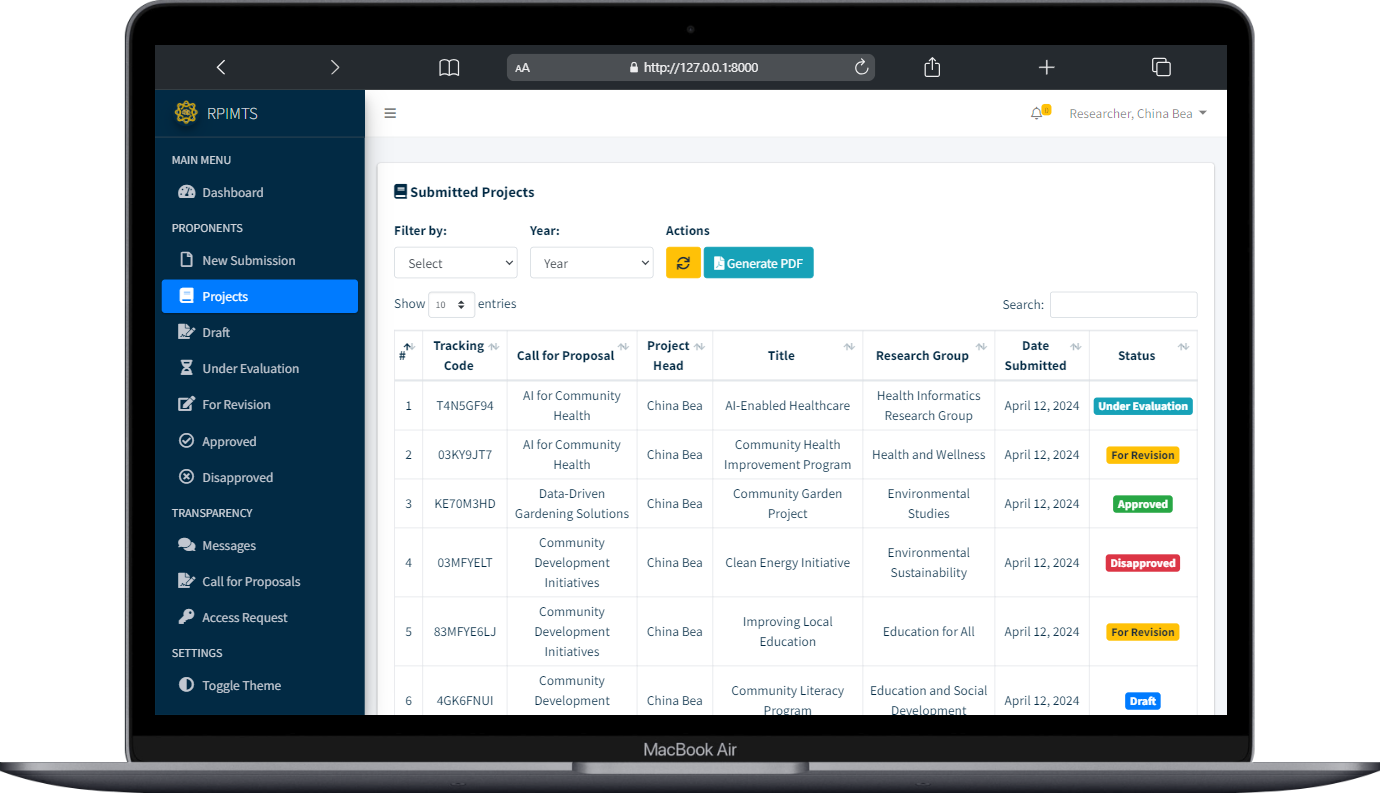 AA http://127.0.0.1:8000
RPIMTS
Researcher, China Bea
MAIN MENU
Dashboard
PROPONENTS
New Submission
Projects
Draft
Under Evaluation
For Revision
Approved
Disapproved
TRANSPARENCY
Messages
Call for Proposals
Access Request
SETTINGS
Toggle Theme
Submitted Projects
Filter by: Year: Actions
Select Year Generate PDF
Show 10 entries Search:
# Tracking Code Call for Proposal Project Head Title Research Group Date Submitted Status
1 T4N5GF94 AI for Community Health China Bea AI-Enabled Healthcare Health Informatics Research Group April 12, 2024 Under Evaluation
2 03KY9JT7 AI for Community Health China Bea Community Health Improvement Program Health and Wellness April 12, 2024 For Revision
3 KE70M3HD Data-Driven Gardening Solutions China Bea Community Garden Project Environmental Studies April 12, 2024 Approved
4 03MFYELT Community Development Initiatives China Bea Clean Energy Initiative Environmental Sustainability April 12, 2024 Disapproved
5 83MFYE6LJ Community Development Initiatives China Bea Improving Local Education Education for All April 12, 2024 For Revision
6 4GK6FNUI Community Development China Bea Community Literacy Program Education and Social Development April 12, 2024 Draft
MacBook Air